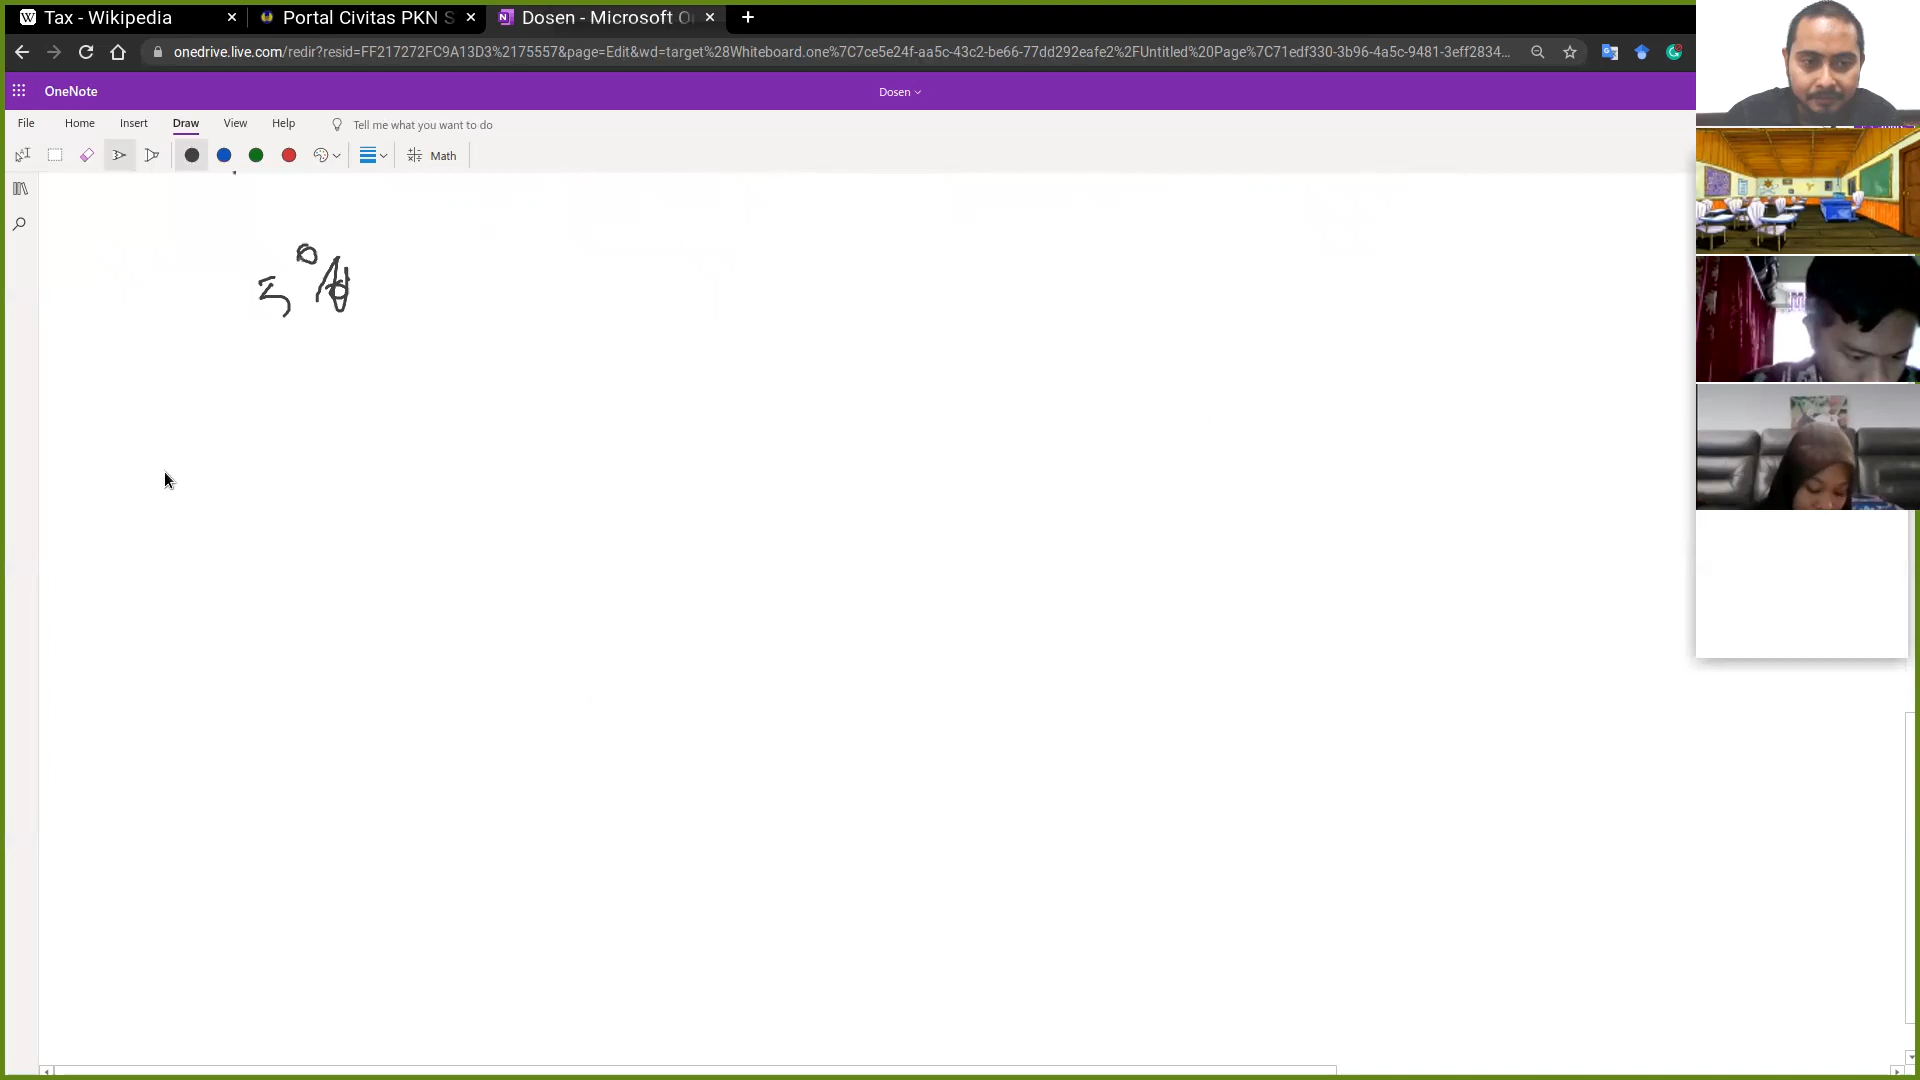 Tax - Wikipedia
Portal Civitas PKN S
Dosen - Microsoft O
onedrive.live.com/redir?resid=FF217272FC9A13D3%2175557&page=Edit&wd=target%28Whiteboard.one%7C7ce5e24f-aa5c-43c2-be66-77dd292eafe2%2FUntitled%20Page%7C71edf330-3b96-4a5c-9481-3eff2834...
OneNote
Dosen
File Home Insert Draw View Help Tell me what you want to do
Math